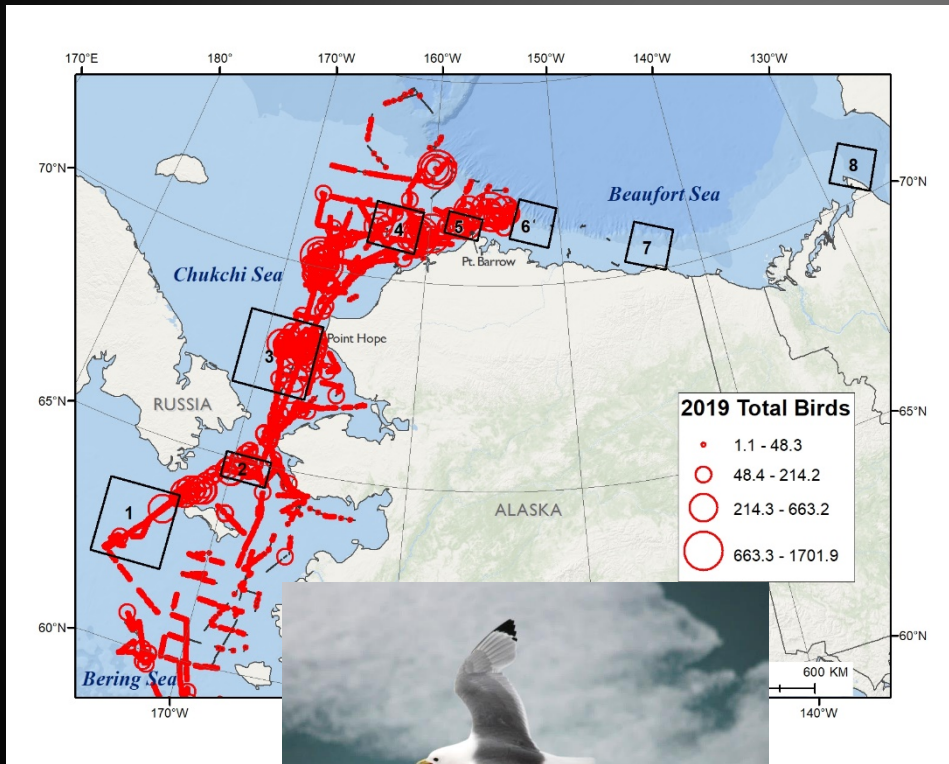 170°E 180° 170°W 160°W 150°W 140°W 130°W
70°N
70°N
8
Beaufort Sea
4
5
6
7
Pt. Barrow
Chukchi Sea
3
Point Hope
RUSSIA
65°N
65°N
2019 Total Birds
1.1 - 48.3
48.4 - 214.2
214.3 - 663.2
663.3 - 1701.9
2
1
ALASKA
60°N
60°N
Bering Sea
600 KM
170°W
140°W